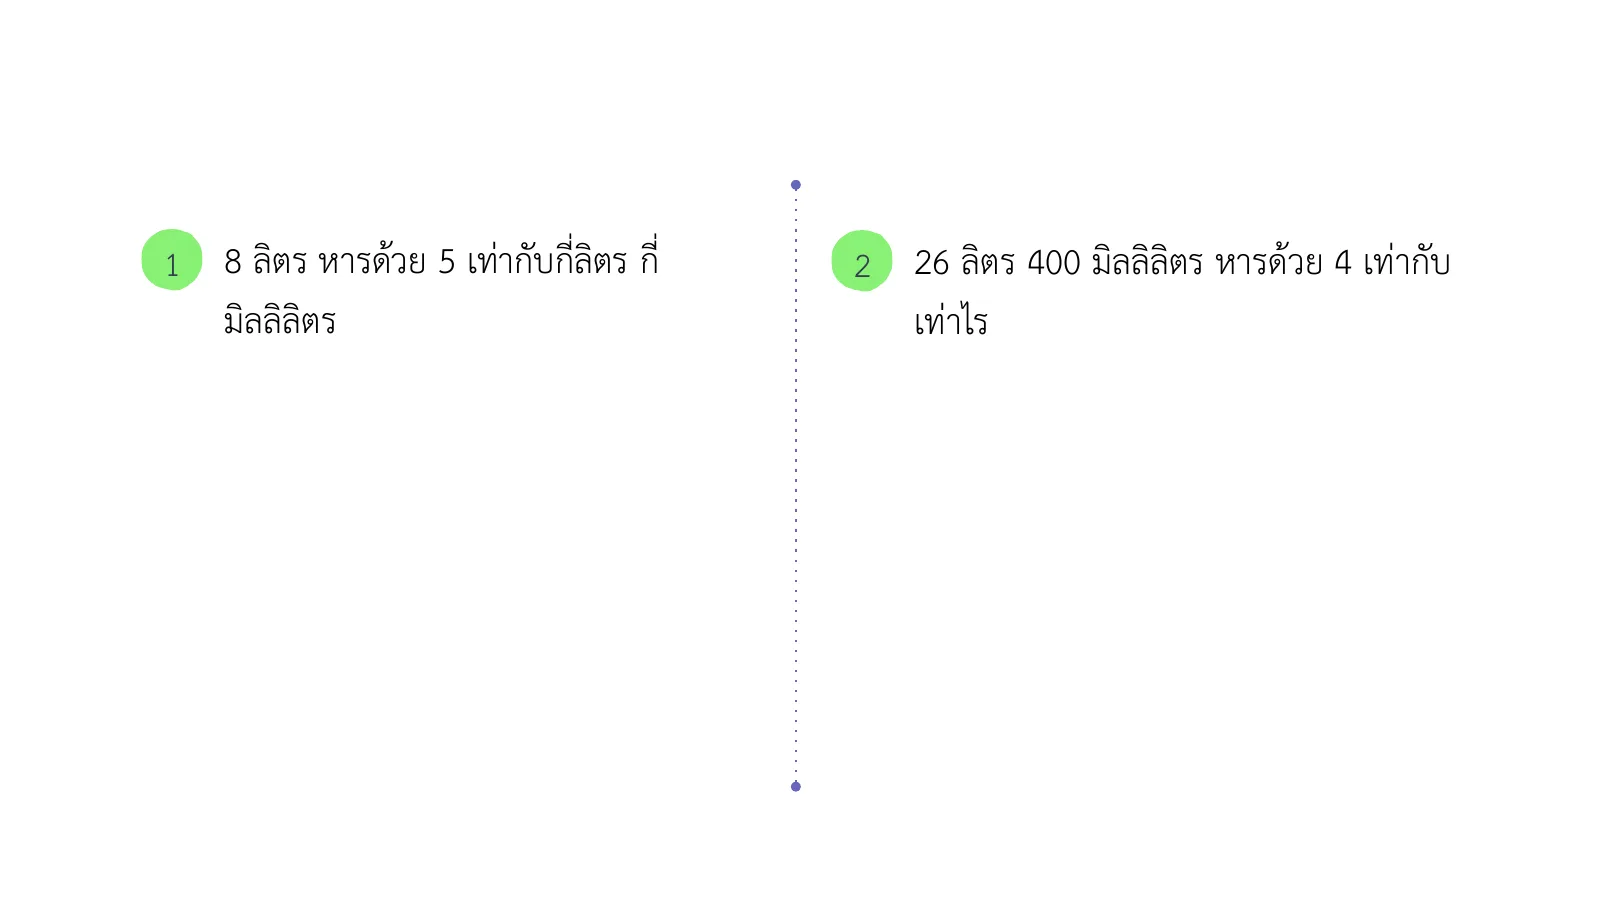 1 8 ลิตร หารด้วย 5 เท่ากับกี่ลิตร กี่
มิลลิลิตร
2 26 ลิตร 400 มิลลิลิตร หารด้วย 4 เท่ากับ
เท่าไร